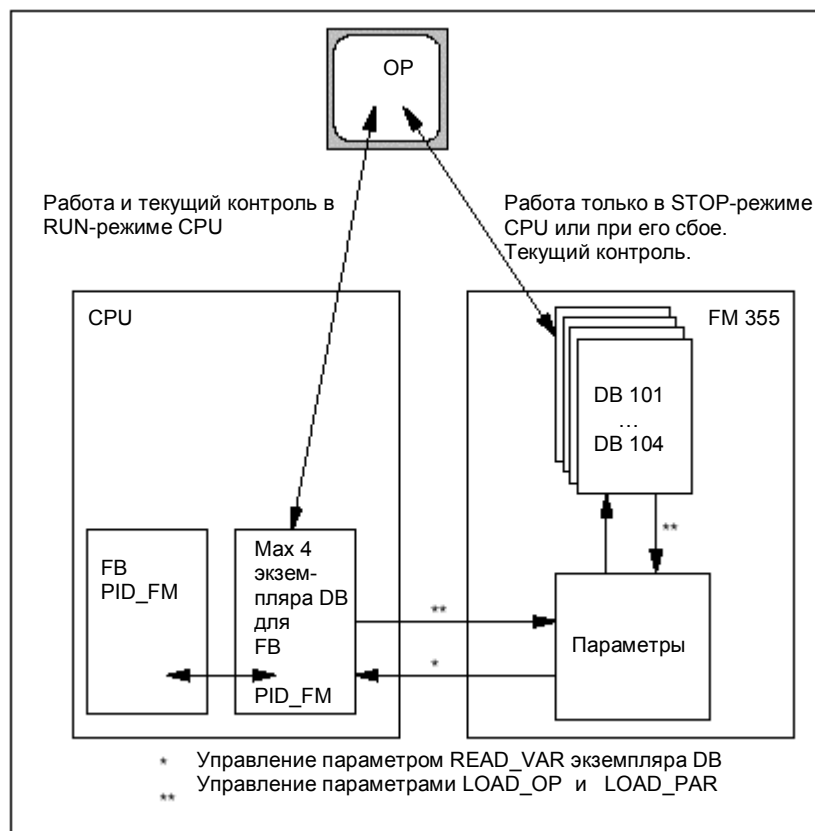 OP
Работа и текущий контроль в
RUN-режиме CPU
Работа только в STOP-режиме
CPU или при его сбое.
Текущий контроль.
CPU
FM 355
DB 101
…
DB 104
**
FB
PID_FM
Max 4
экзем-
пляра DB
для
FB
PID_FM
**
*
Параметры
* Управление параметром READ_VAR экземпляра DB
** Управление параметрами LOAD_OP и LOAD_PAR